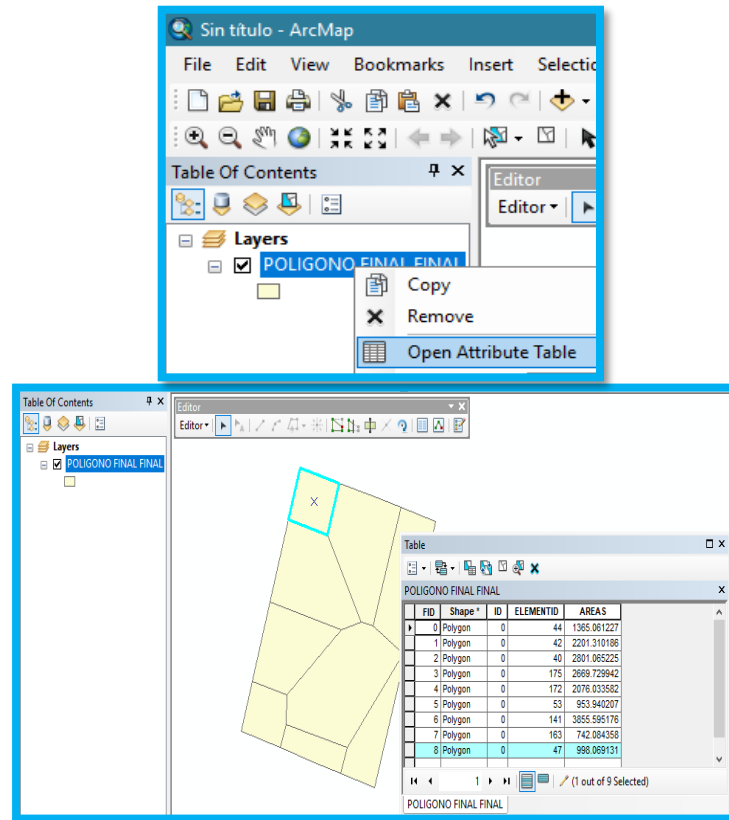 Sin título - ArcMap
File Edit View Bookmarks Insert Selectio
Table Of Contents
Editor
Editor
Layers
POLIGONO FINAL FINAL
Copy
Remove
Open Attribute Table
Table Of Contents
Editor
Editor
Layers
POLIGONO FINAL FINAL
Table
POLIGONO FINAL FINAL
FID Shape * ID ELEMENTID AREAS
0 Polygon 0 44 1365.061227
1 Polygon 0 42 2201.310186
2 Polygon 0 40 2801.065225
3 Polygon 0 175 2669.729942
4 Polygon 0 172 2076.033582
5 Polygon 0 53 953.940207
6 Polygon 0 141 3855.595176
7 Polygon 0 163 742.084358
8 Polygon 0 47 998.069131
1 (1 out of 9 Selected)
POLIGONO FINAL FINAL